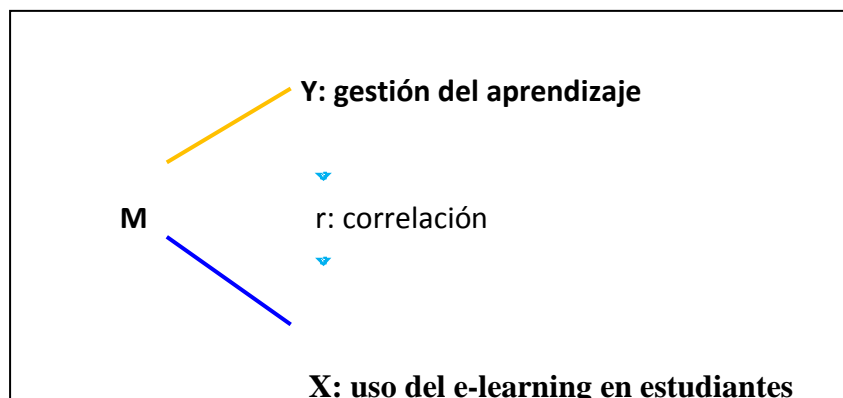 Y: gestión del aprendizaje
M
r: correlación
X: uso del e-learning en estudiantes